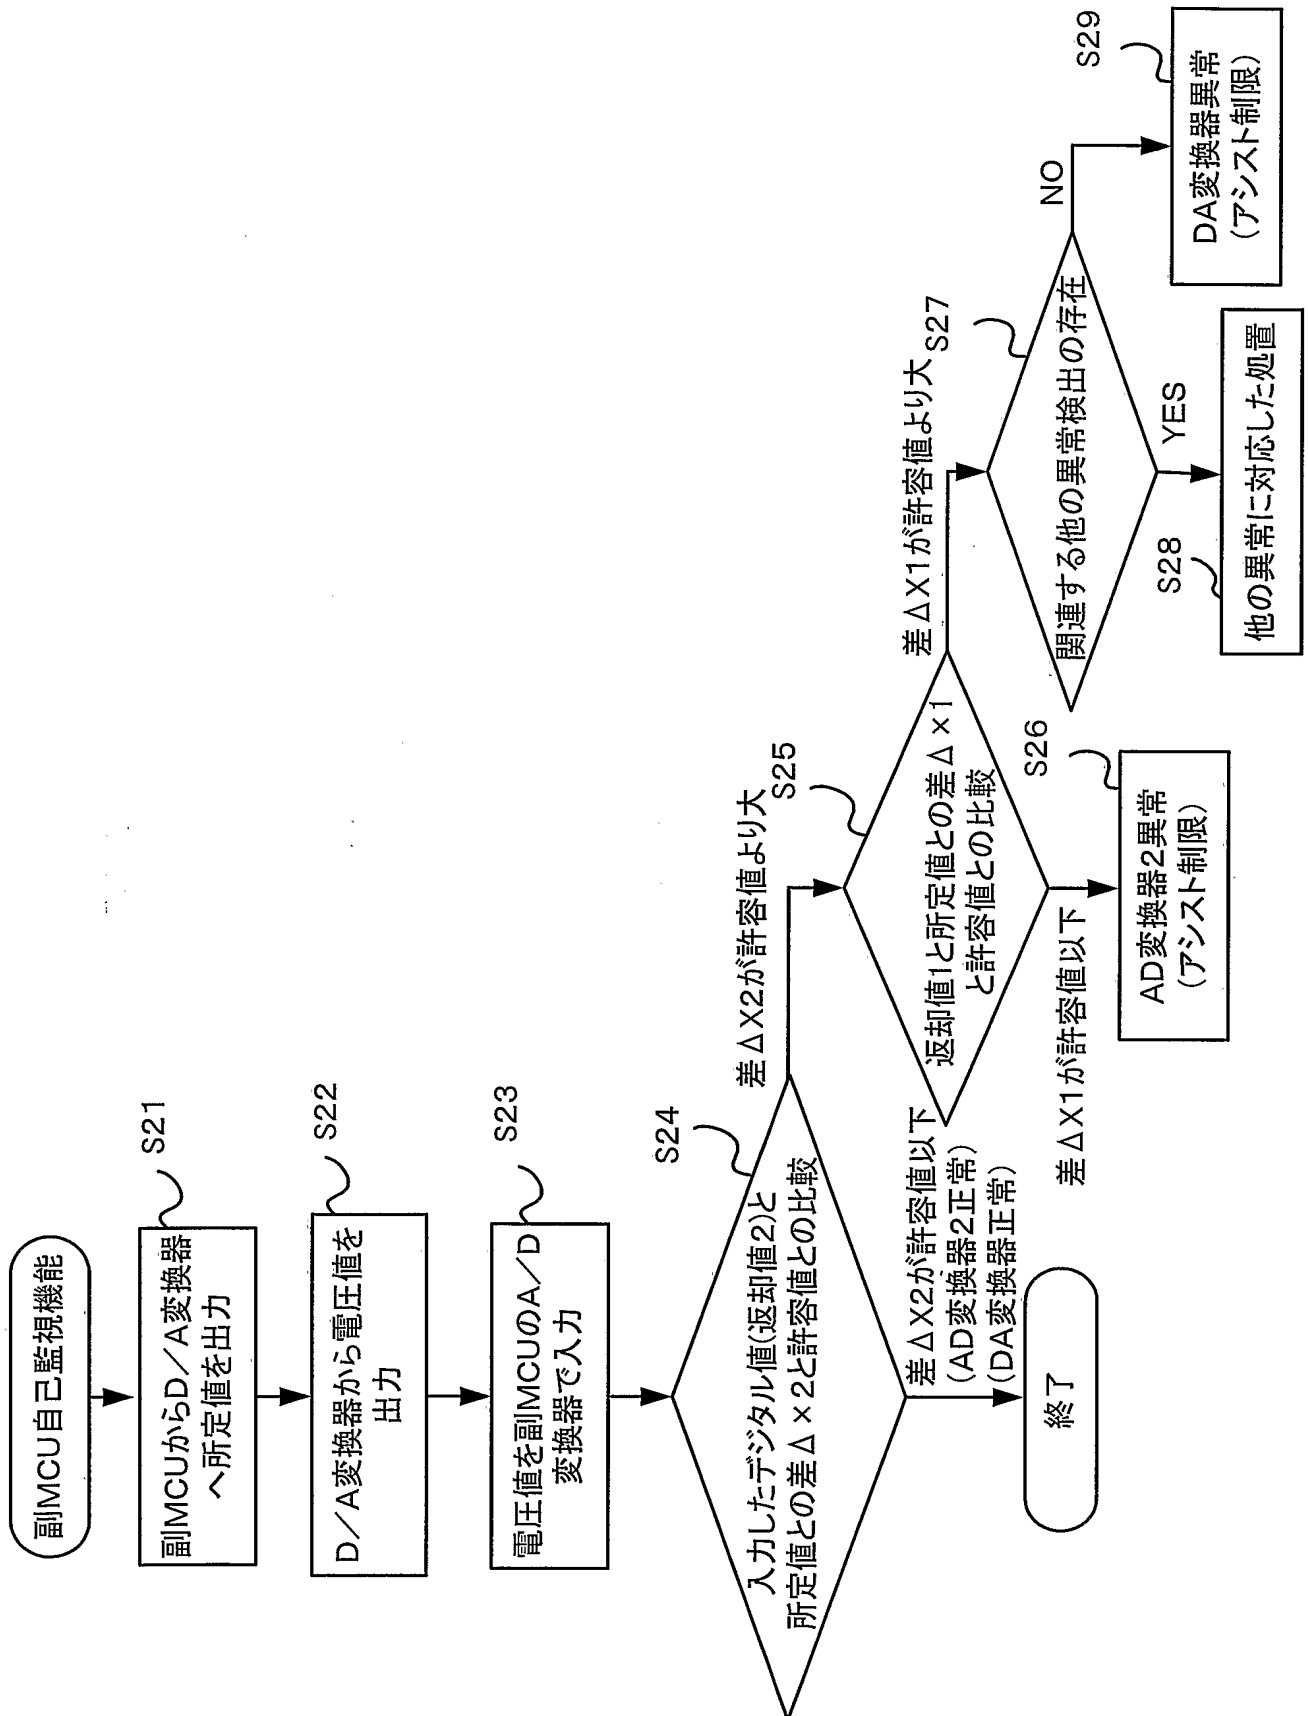 副MCU自己監視機能
S21
副MCUからD／A変換器
へ所定値を出力
S22
D／A変換器から電圧値を
出力
S23
電圧値を副MCUのA／D
変換器で入力
S24
入力したデジタル値(返却値2)と
所定値との差Δ×2と許容値との比較
差ΔX2が許容値以下
(AD変換器2正常)
(DA変換器正常)
終了
差ΔX2が許容値より大
S25
返却値1と所定値との差Δ×1
と許容値との比較
差ΔX1が許容値以下
S26
AD変換器2異常
(アシスト制限)
差ΔX1が許容値より大
S27
関連する他の異常検出の存在
YES
S28
他の異常に対応した処置
NO
S29
DA変換器異常
(アシスト制限)